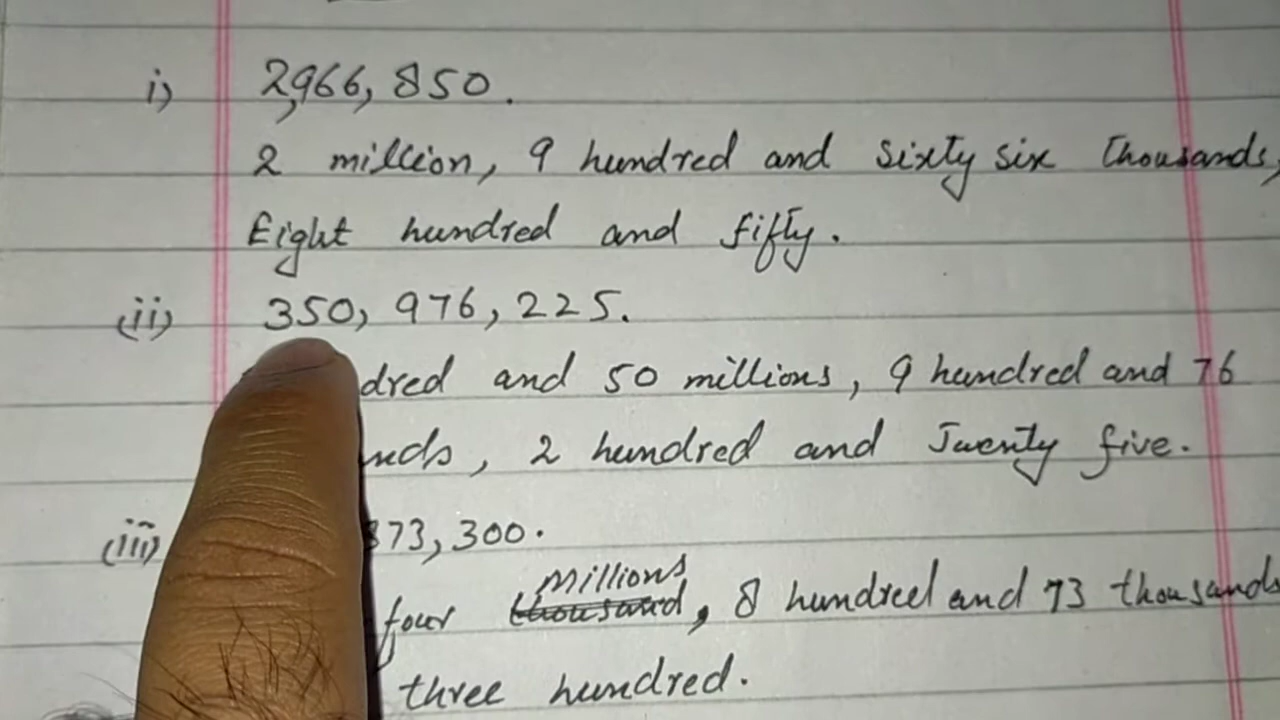 i) 2,966, 850.
2 million, 9 hundred and sixty six thousands,
Eight hundred and fifty.
(ii) 350, 976, 225.
dred and 50 millions, 9 hundred and 76
nds, 2 hundred and Twenty five.
(iii) 873, 300.
Millions
four thousand, 8 hundred and 73 thousands
three hundred.